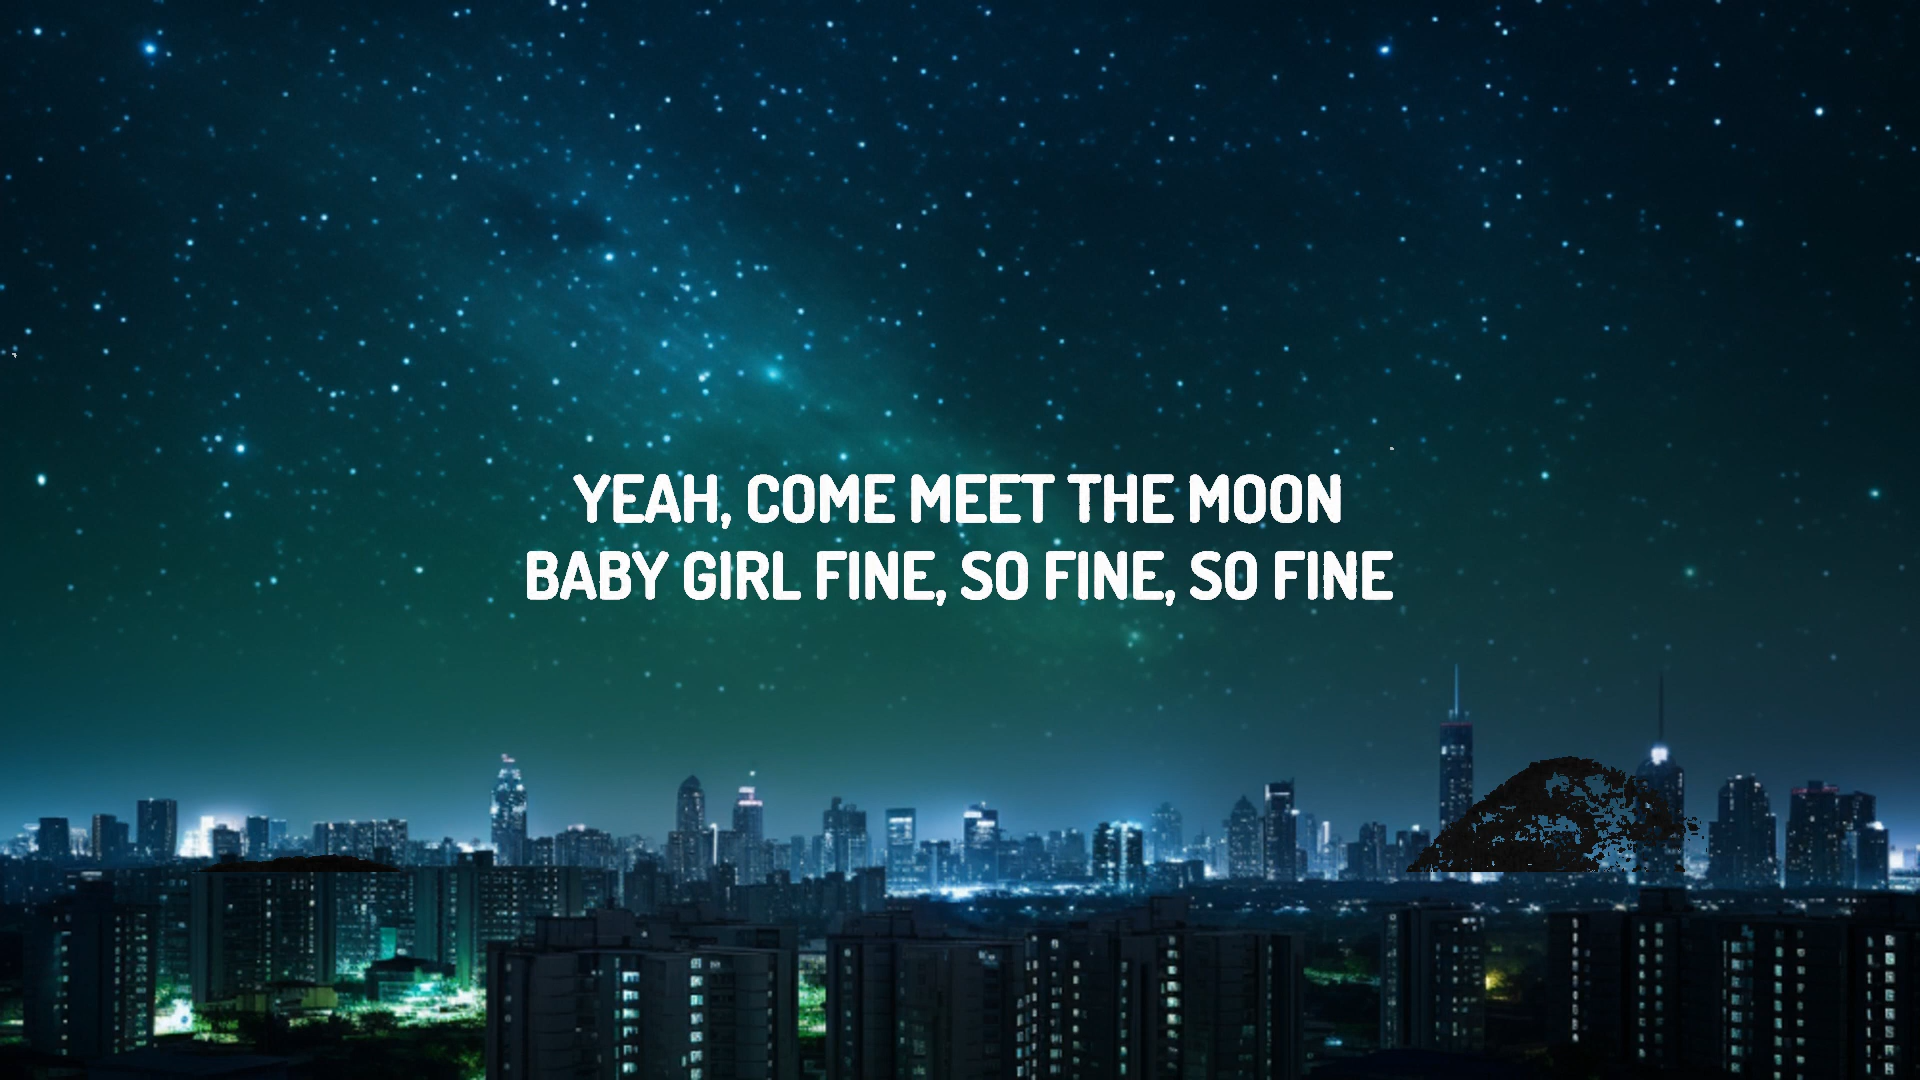 YEAH, COME MEET THE MOON
BABY GIRL FINE, SO FINE, SO FINE